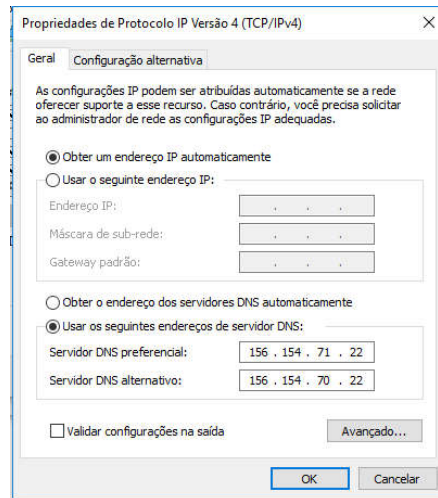 Propriedades de Protocolo IP Versão 4 (TCP/IPv4)
Geral
Configuração alternativa
As configurações IP podem ser atribuídas automaticamente se a rede
oferecer suporte a esse recurso. Caso contrário, você precisa solicitar
ao administrador de rede as configurações IP adequadas.
Obter um endereço IP automaticamente
Usar o seguinte endereço IP:
Endereço IP:
Máscara de sub-rede:
Gateway padrão:
Obter o endereço dos servidores DNS automaticamente
Usar os seguintes endereços de servidor DNS:
Servidor DNS preferencial: 156 . 154 . 71 . 22
Servidor DNS alternativo: 156 . 154 . 70 . 22
Validar configurações na saída
Avançado...
OK
Cancelar